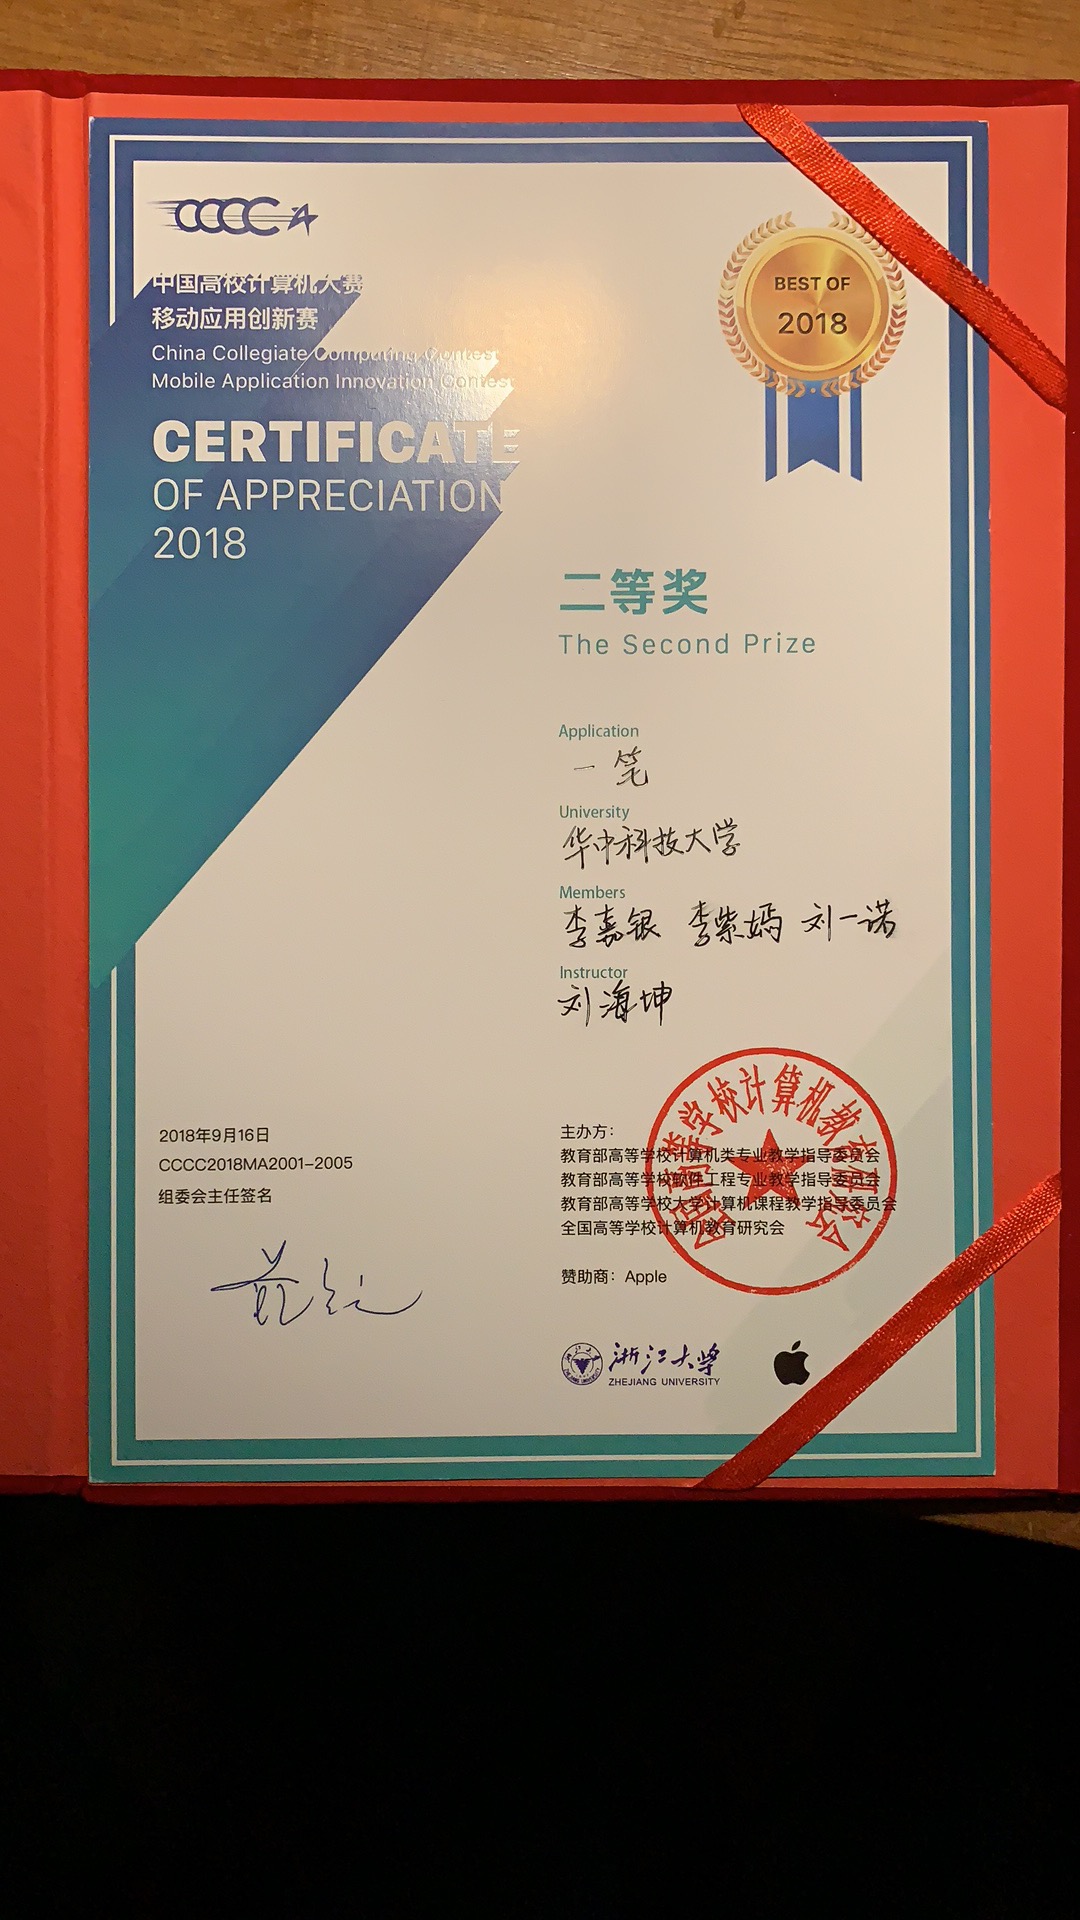 CCCC
中国高校计算机大赛
移动应用创新赛
China Collegiate Computing Contest
Mobile Application Innovation Contest
CERTIFICATE
OF APPRECIATION
2018
BEST OF
2018
二等奖
The Second Prize
Application
一笔
University
华中科技大学
Members
李嘉银 李紫嫣 刘一诺
Instructor
刘海坤
2018年9月16日
CCCC2018MA2001-2005
组委会主任签名
主办方：
教育部高等学校计算机类专业教学指导委员会
教育部高等学校软件工程专业教学指导委员会
教育部高等学校大学计算机课程教学指导委员会
全国高等学校计算机教育研究会
全国高等学校计算机教育研究会
赞助商：Apple
浙江大学
ZHEJIANG UNIVERSITY